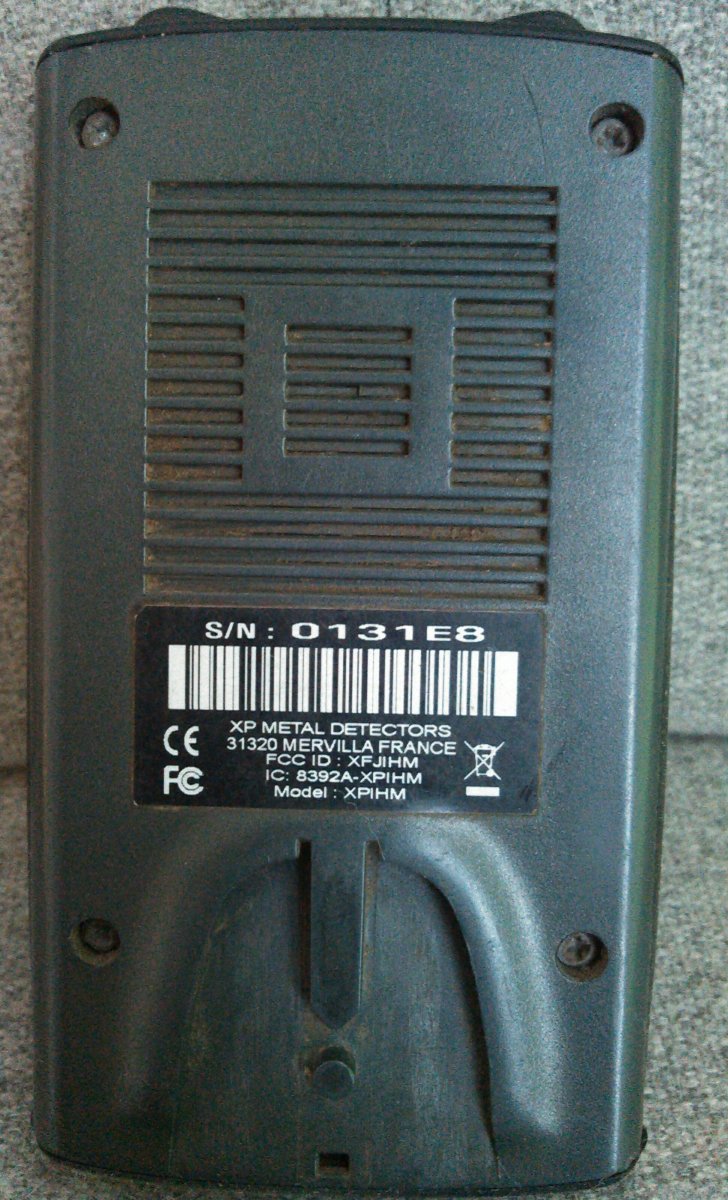 S/N : 0131E8
XP METAL DETECTORS
31320 MERVILLA FRANCE
FCC ID : XFJIHM
IC: 8392A-XPIHM
Model : XPIHM
CE
FC